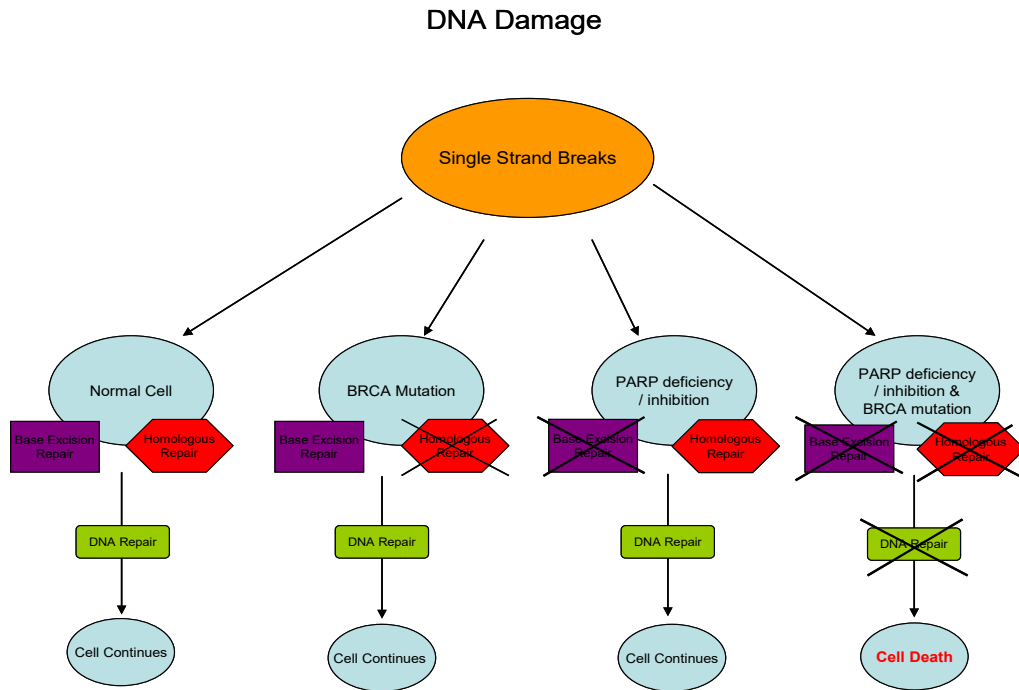 DNA Damage
Single Strand Breaks
Normal Cell
Base Excision
Repair
Homologous
Repair
DNA Repair
Cell Continues
BRCA Mutation
Base Excision
Repair
Homologous
Repair
DNA Repair
Cell Continues
PARP deficiency
/ inhibition
Base Excision
Repair
Homologous
Repair
DNA Repair
Cell Continues
PARP deficiency
/ inhibition &
BRCA mutation
Base Excision
Repair
Homologous
Repair
DNA Repair
Cell Death